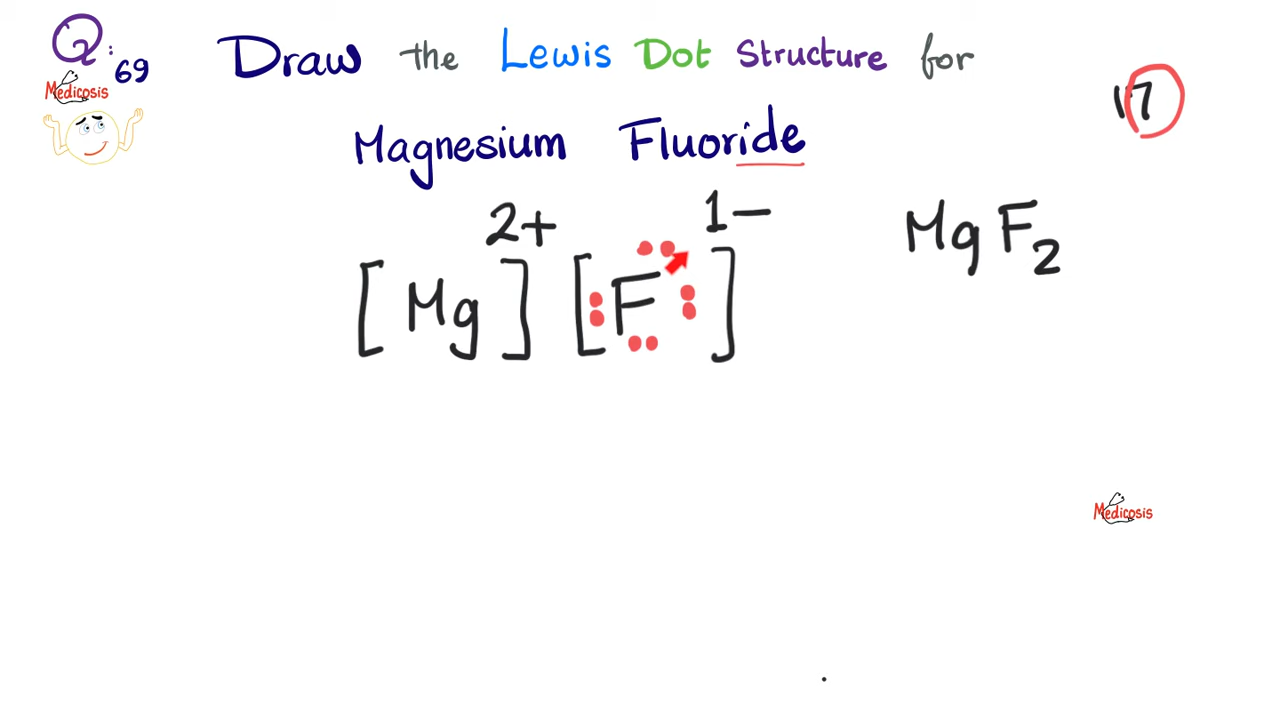 Q: 69
Medicosis
Draw the Lewis Dot Structure for
Magnesium Fluoride
17
[Mg]2+ [F]1−
MgF2
Medicosis